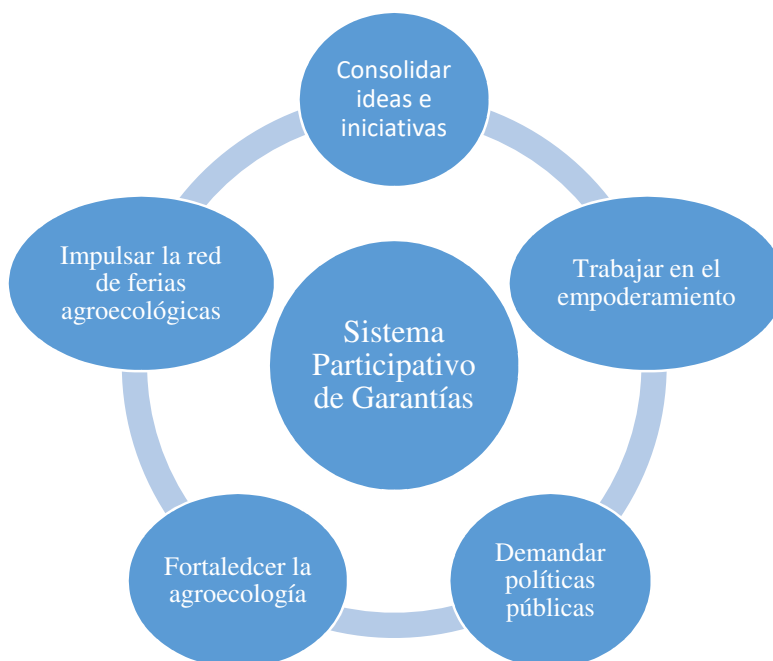 Consolidar
ideas e
iniciativas
Impulsar la red
de ferias
agroecológicas
Trabajar en el
empoderamiento
Sistema
Participativo
de Garantías
Fortaledcer la
agroecología
Demandar
políticas
públicas